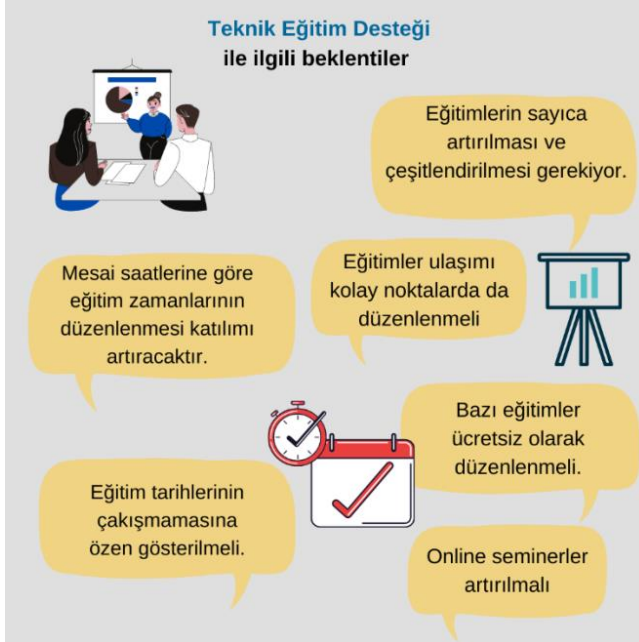 Teknik Eğitim Desteği
ile ilgili beklentiler
Eğitimlerin sayıca
artırılması ve
çeşitlendirilmesi gerekiyor.
Mesai saatlerine göre
eğitim zamanlarının
düzenlenmesi katılımı
artıracaktır.
Eğitimler ulaşımı
kolay noktalarda da
düzenlenmeli
Bazı eğitimler
ücretsiz olarak
düzenlenmeli.
Eğitim tarihlerinin
çakışmamasına
özen gösterilmeli.
Online seminerler
artırılmalı